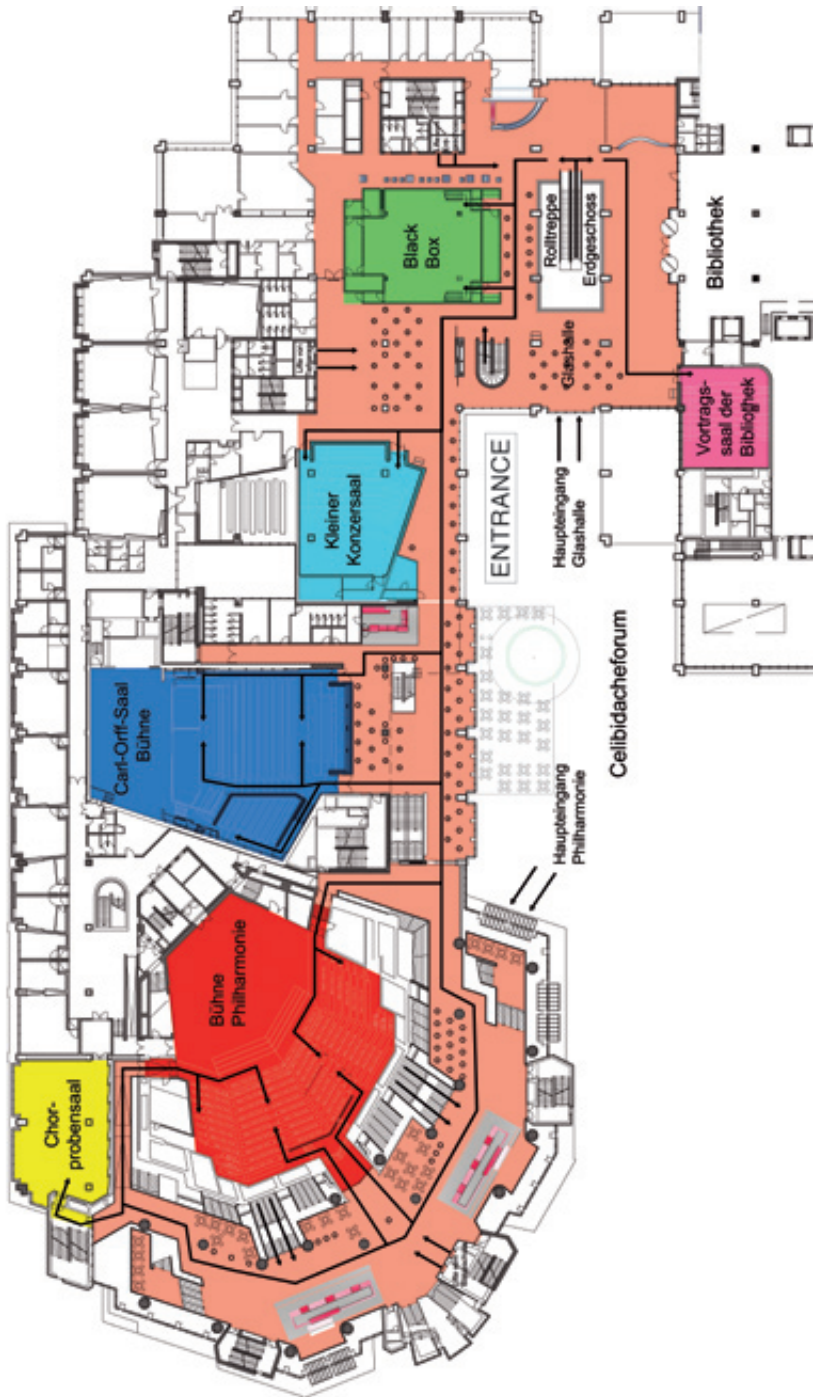 Chor-
probensaal
Bühne
Philharmonie
Carl-Orff-Saal
Bühne
Kleiner
Konzersaal
Black
Box
Rolltreppe
Erdgeschoss
Glashalle
ENTRANCE
Haupteingang
Glashalle
Haupteingang
Philharmonie
Celibidacheforum
Vortrags-
saal der
Bibliothek
Bibliothek